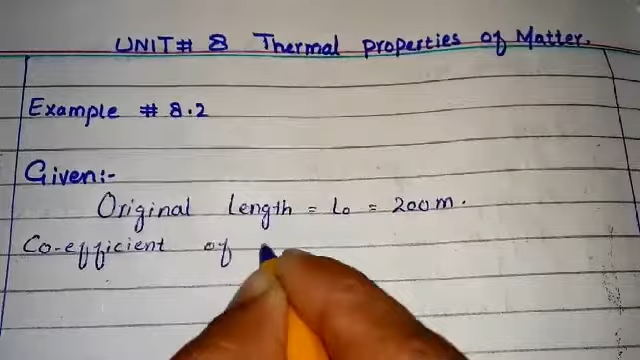 UNIT# 8 Thermal properties of Matter.
Example # 8.2
Given:-
Original Length = Lo = 200m.
Co-efficient of